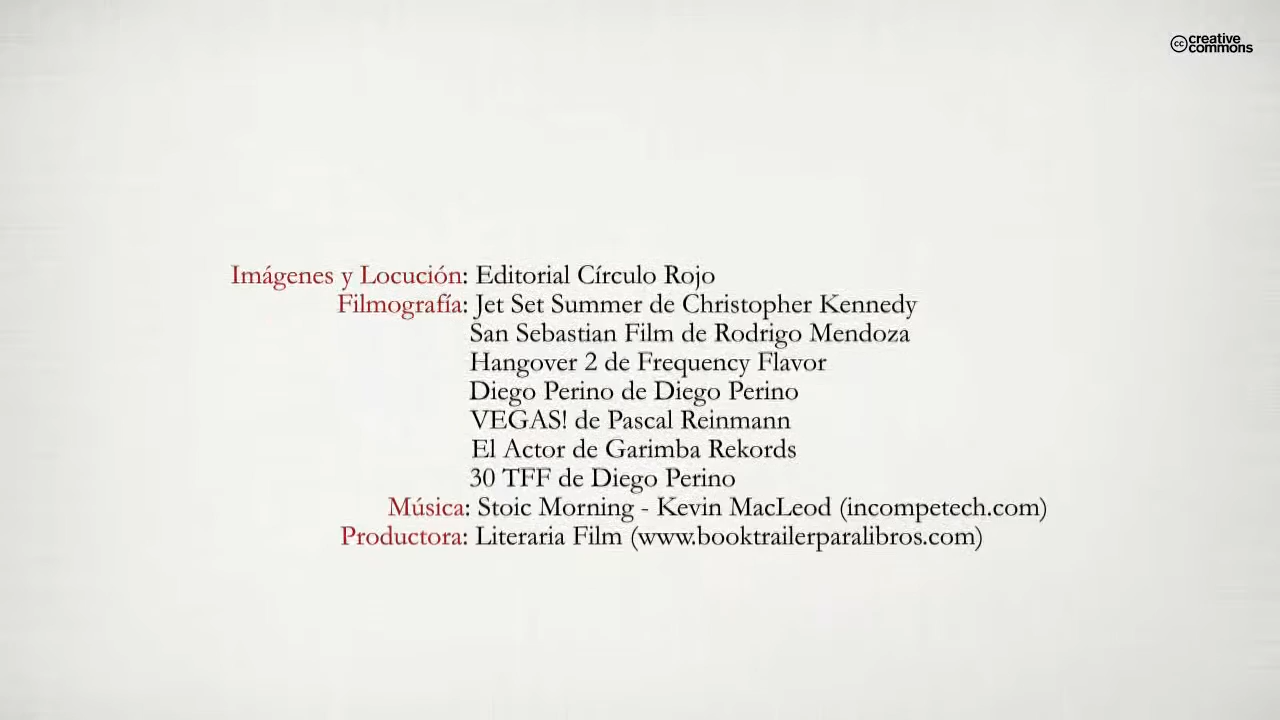 creative
commons
Imágenes y Locución: Editorial Círculo Rojo
Filmografía: Jet Set Summer de Christopher Kennedy
San Sebastian Film de Rodrigo Mendoza
Hangover 2 de Frequency Flavor
Diego Perino de Diego Perino
VEGAS! de Pascal Reinmann
El Actor de Garimba Rekords
30 TFF de Diego Perino
Música: Stoic Morning - Kevin MacLeod (incompetech.com)
Productora: Literaria Film (www.booktrailerparalibros.com)